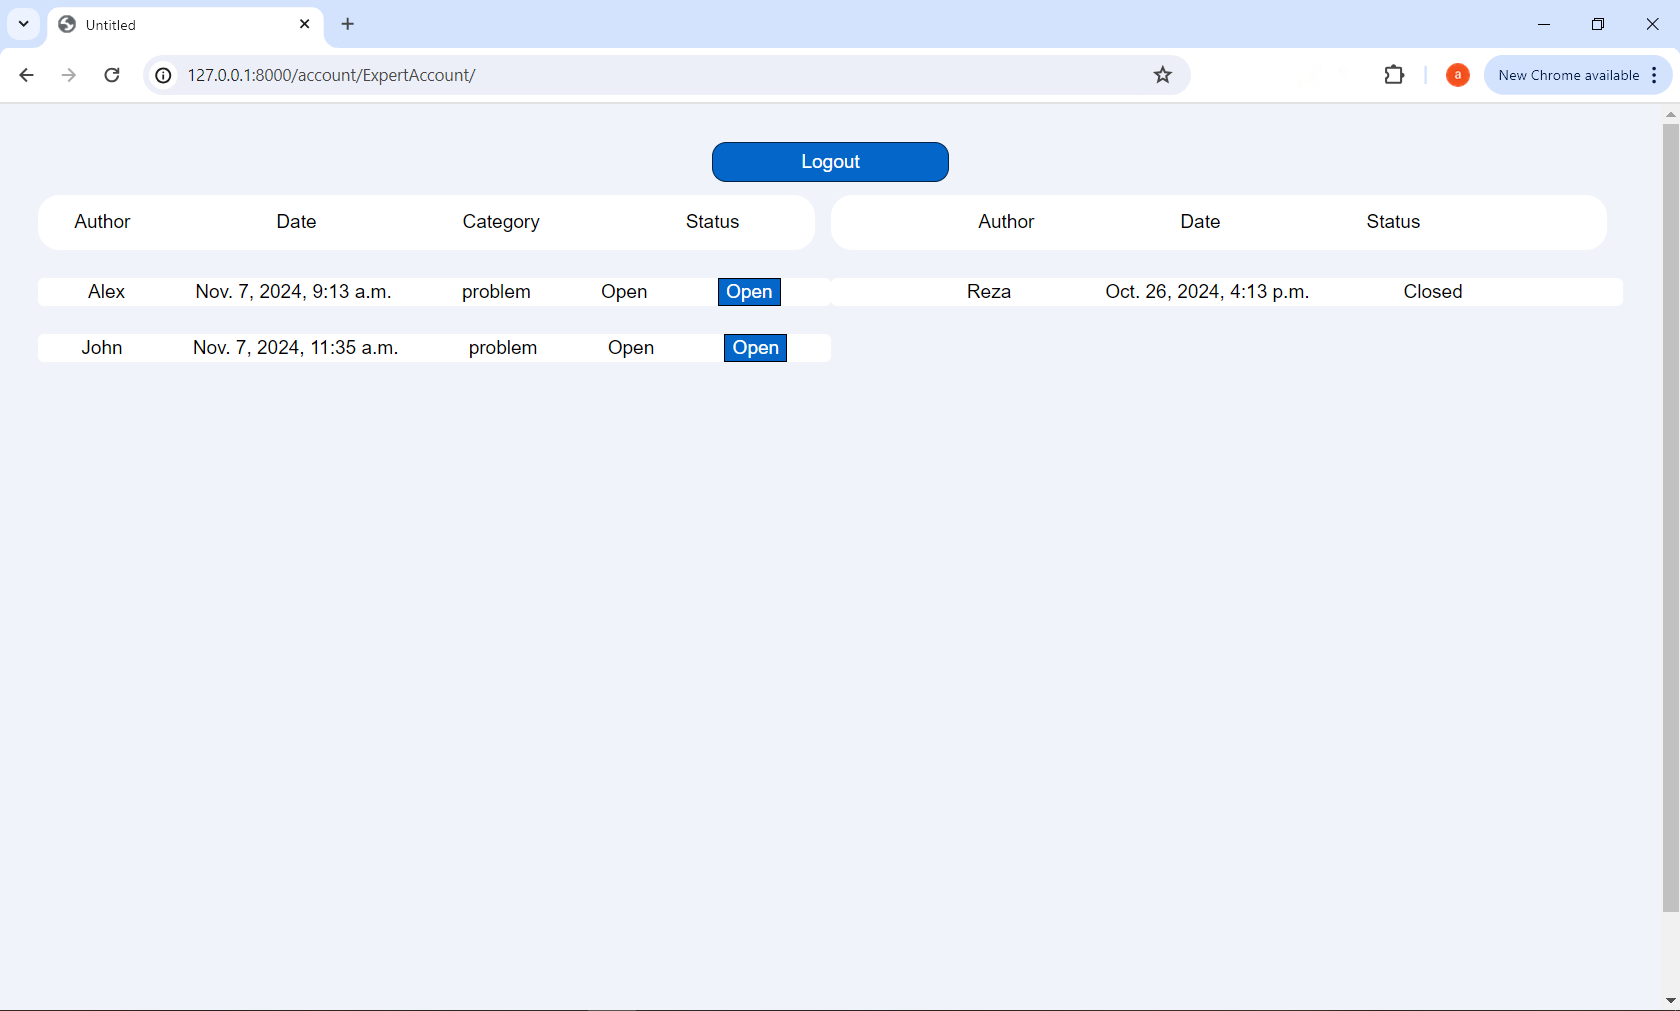 Untitled
127.0.0.1:8000/account/ExpertAccount/
a
New Chrome available
Logout
Author Date Category Status
Author Date Status
Alex Nov. 7, 2024, 9:13 a.m. problem Open Open
Reza Oct. 26, 2024, 4:13 p.m. Closed
John Nov. 7, 2024, 11:35 a.m. problem Open Open